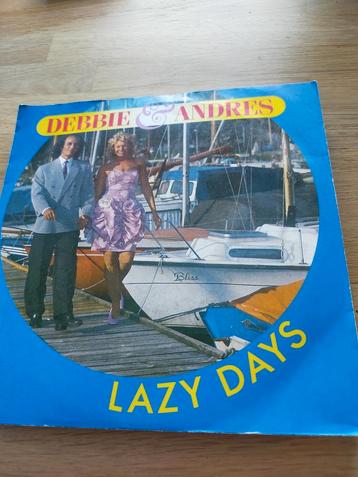 DEBBIE & ANDRES
Bliss
LAZY DAYS